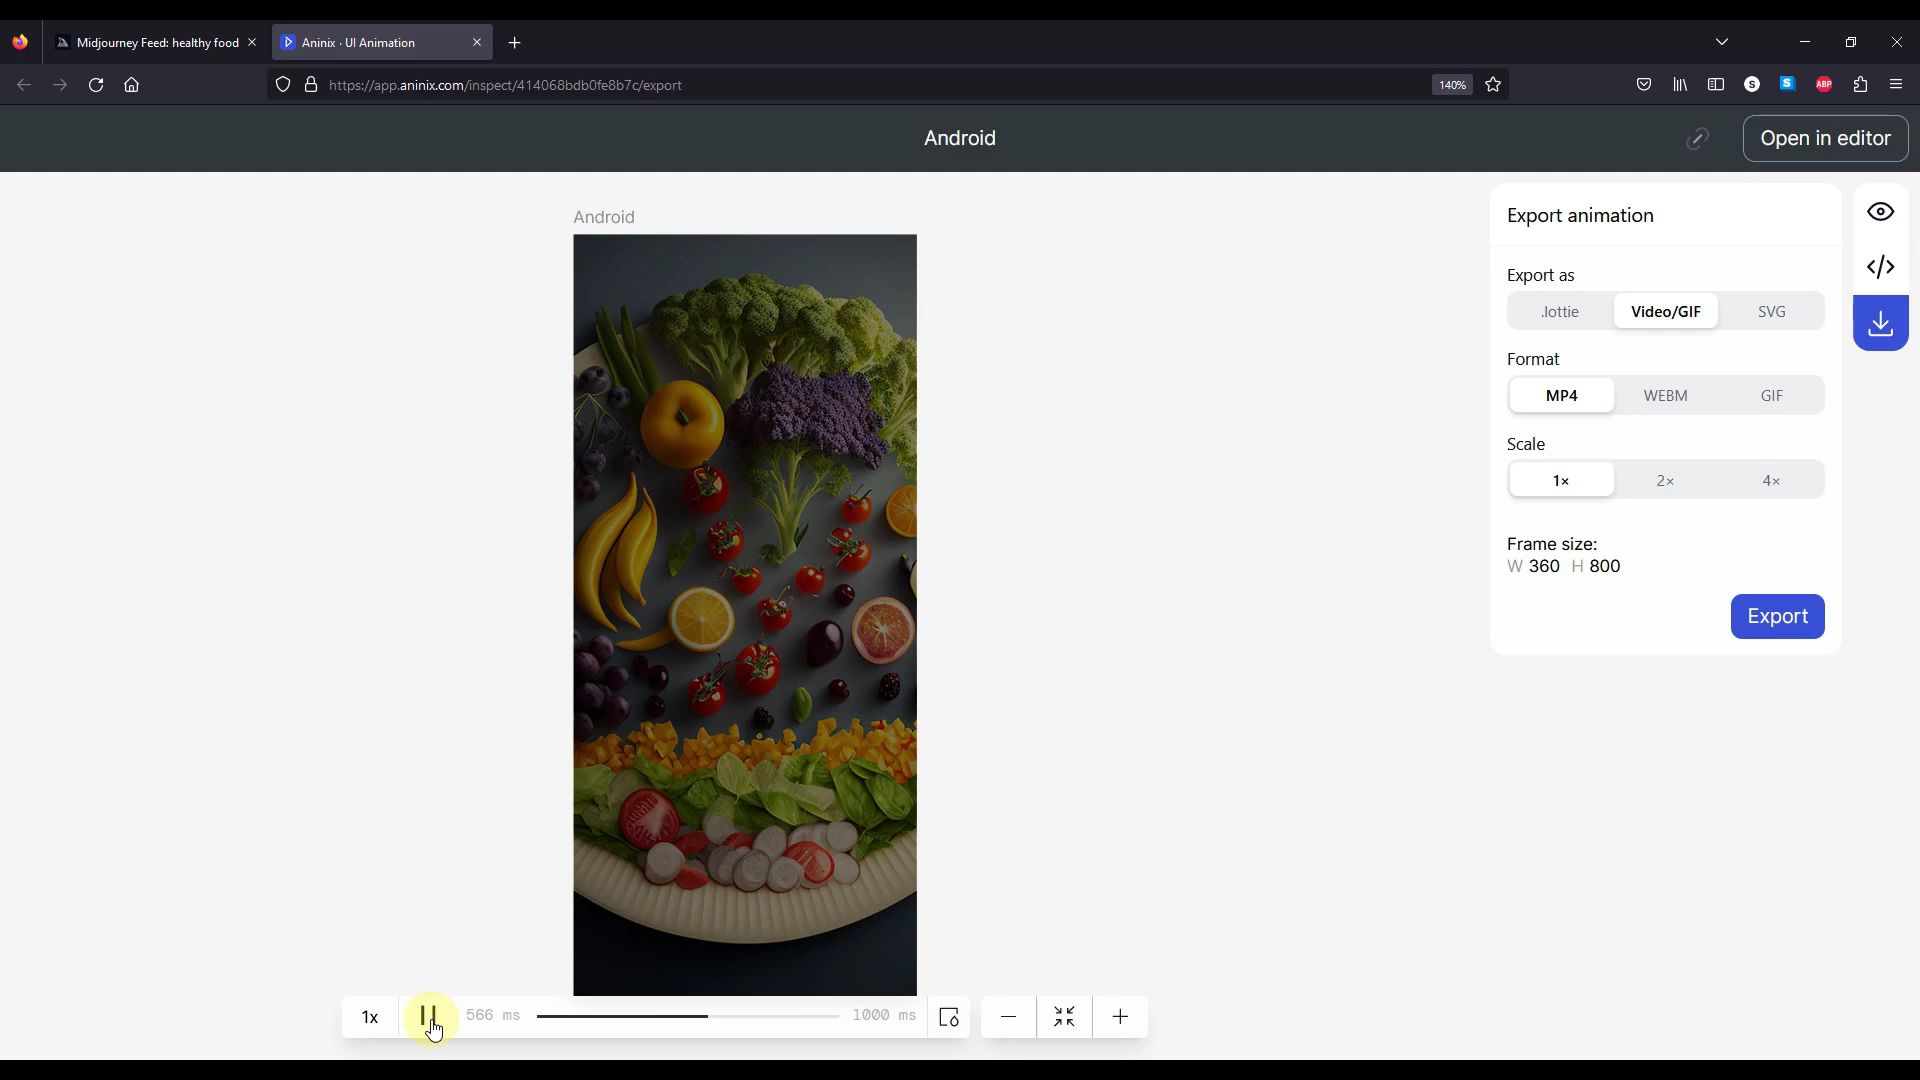 Midjourney Feed: healthy food
Aninix · UI Animation
https://app.aninix.com/inspect/414068bdb0fe8b7c/export
140%
S
S
ABP
Android
Open in editor
Android
Export animation
Export as
.lottie Video/GIF SVG
Format
MP4 WEBM GIF
Scale
1× 2× 4×
Frame size:
W 360 H 800
Export
1x 566 ms 1000 ms